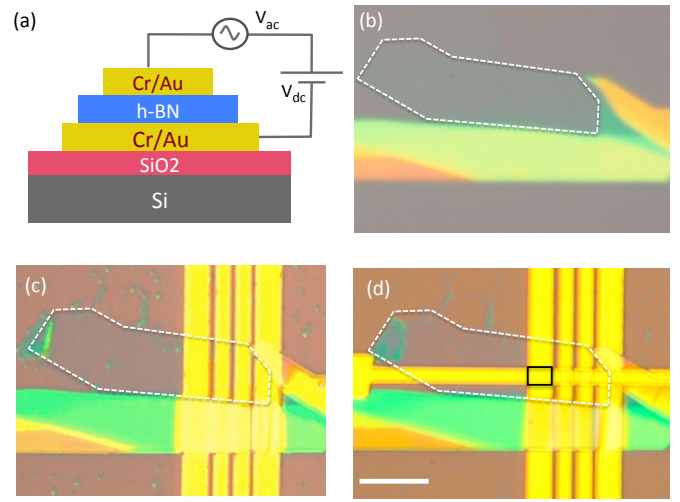 (a)
V_ac
Cr/Au
V_dc
h-BN
Cr/Au
SiO2
Si
(b)
(c)
(d)